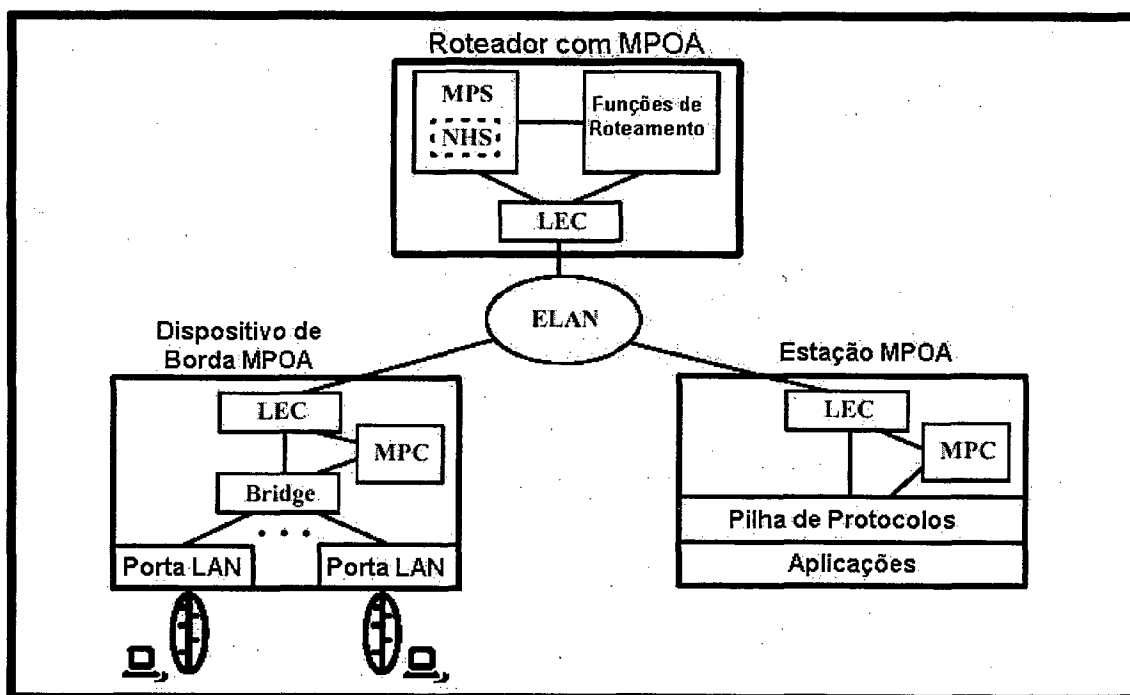 Roteador com MPOA
MPS
NHS
Funções de
Roteamento
LEC
ELAN
Dispositivo de
Borda MPOA
LEC
MPC
Bridge
Porta LAN
Porta LAN
Estação MPOA
LEC
MPC
Pilha de Protocolos
Aplicações